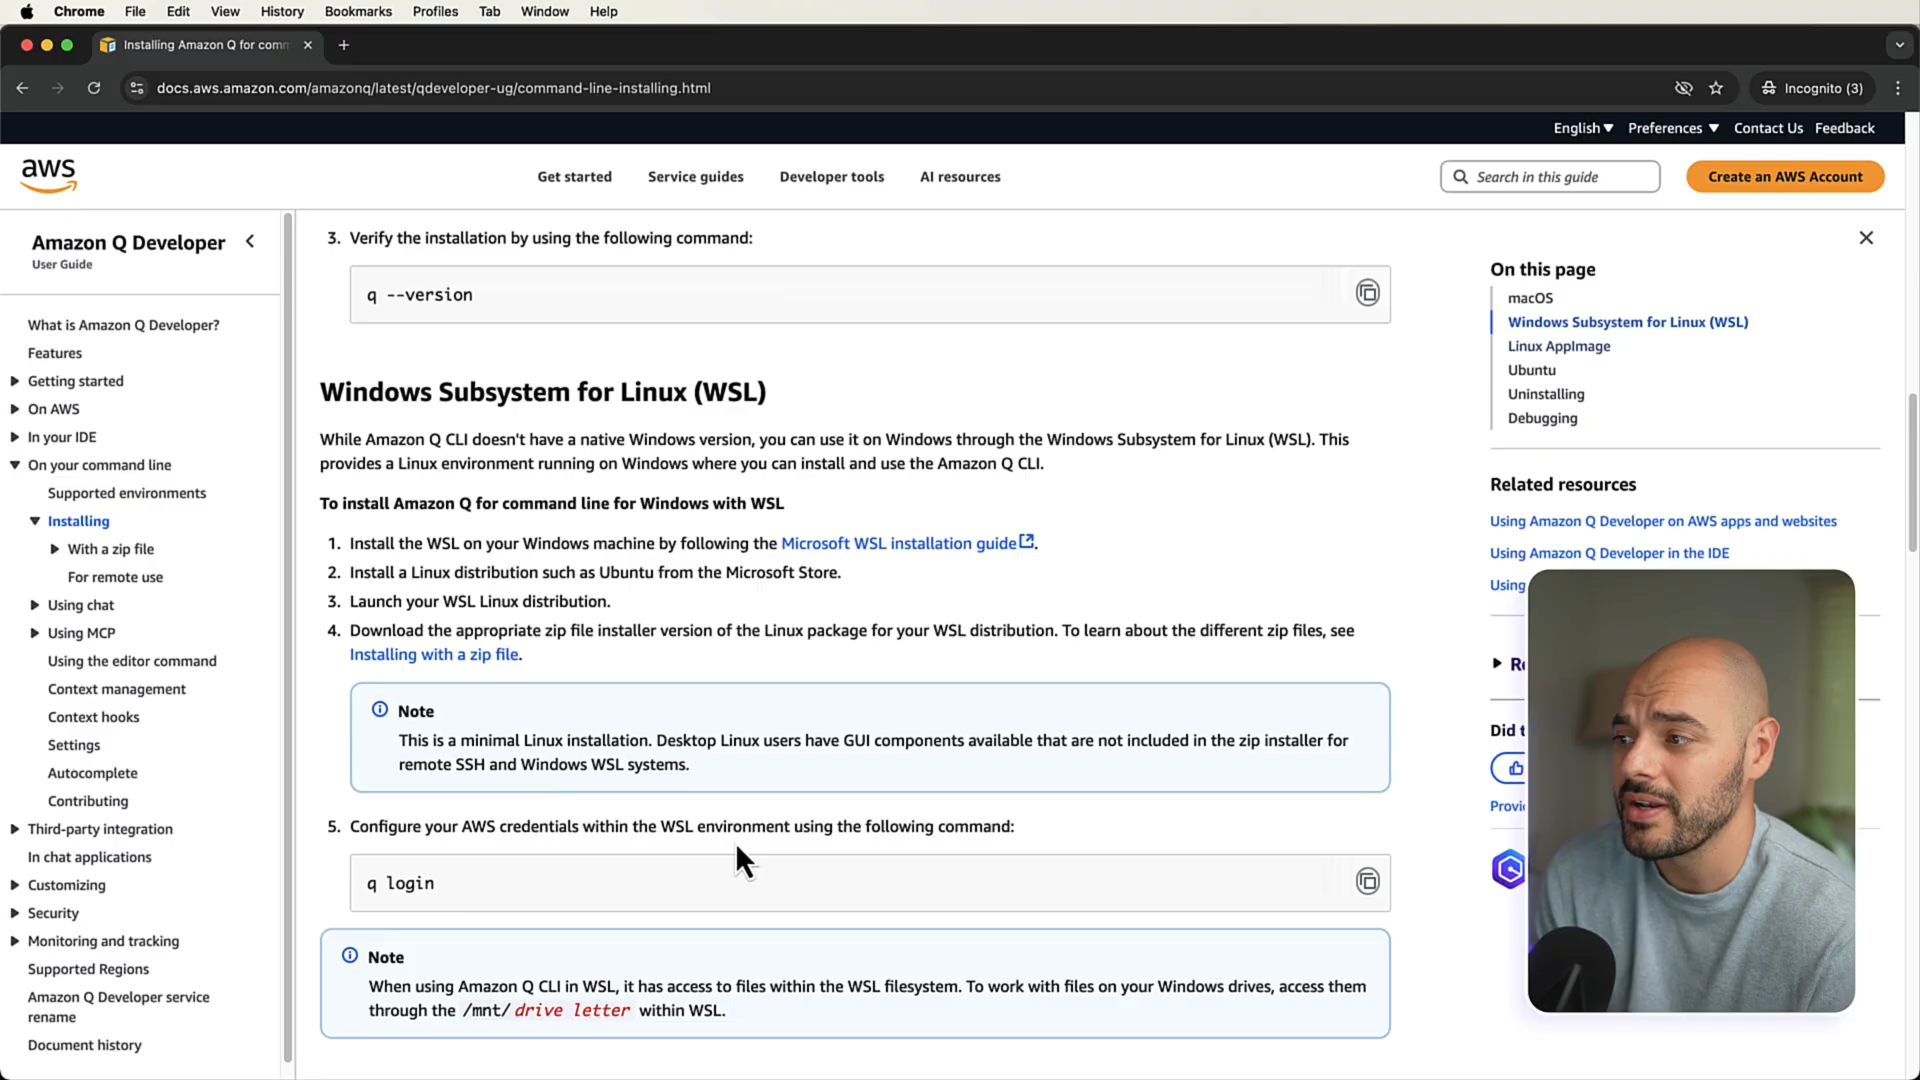 Chrome File Edit View History Bookmarks Profiles Tab Window Help
Installing Amazon Q for comm
docs.aws.amazon.com/amazonq/latest/qdeveloper-ug/command-line-installing.html
Incognito (3)
English Preferences Contact Us Feedback
aws
Get started Service guides Developer tools AI resources
Search in this guide
Create an AWS Account
Amazon Q Developer
User Guide
What is Amazon Q Developer?
Features
Getting started
On AWS
In your IDE
On your command line
Supported environments
Installing
With a zip file
For remote use
Using chat
Using MCP
Using the editor command
Context management
Context hooks
Settings
Autocomplete
Contributing
Third-party integration
In chat applications
Customizing
Security
Monitoring and tracking
Supported Regions
Amazon Q Developer service
rename
Document history
3. Verify the installation by using the following command:
q --version
Windows Subsystem for Linux (WSL)
While Amazon Q CLI doesn't have a native Windows version, you can use it on Windows through the Windows Subsystem for Linux (WSL). This
provides a Linux environment running on Windows where you can install and use the Amazon Q CLI.
To install Amazon Q for command line for Windows with WSL
1. Install the WSL on your Windows machine by following the Microsoft WSL installation guide.
2. Install a Linux distribution such as Ubuntu from the Microsoft Store.
3. Launch your WSL Linux distribution.
4. Download the appropriate zip file installer version of the Linux package for your WSL distribution. To learn about the different zip files, see
Installing with a zip file.
Note
This is a minimal Linux installation. Desktop Linux users have GUI components available that are not included in the zip installer for
remote SSH and Windows WSL systems.
5. Configure your AWS credentials within the WSL environment using the following command:
q login
Note
When using Amazon Q CLI in WSL, it has access to files within the WSL filesystem. To work with files on your Windows drives, access them
through the /mnt/drive letter within WSL.
On this page
macOS
Windows Subsystem for Linux (WSL)
Linux AppImage
Ubuntu
Uninstalling
Debugging
Related resources
Using Amazon Q Developer on AWS apps and websites
Using Amazon Q Developer in the IDE
Using
Did t
Provi